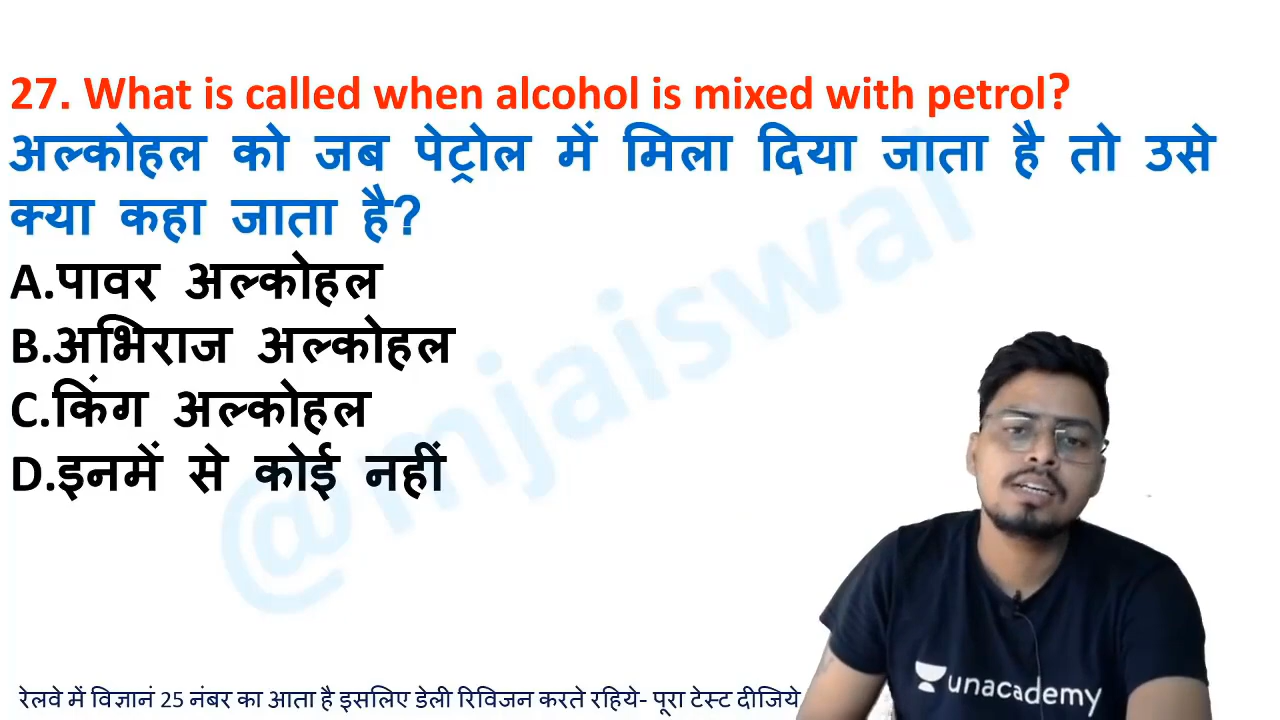 27. What is called when alcohol is mixed with petrol?
अल्कोहल को जब पेट्रोल में मिला दिया जाता है तो उसे
क्या कहा जाता है?
A.पावर अल्कोहल
B.अभिराज अल्कोहल
C.किंग अल्कोहल
D.इनमें से कोई नहीं
@mjaiswal
unacademy
रेलवे में विज्ञानं 25 नंबर का आता है इसलिए डेली रिविजन करते रहिये- पूरा टेस्ट दीजिये